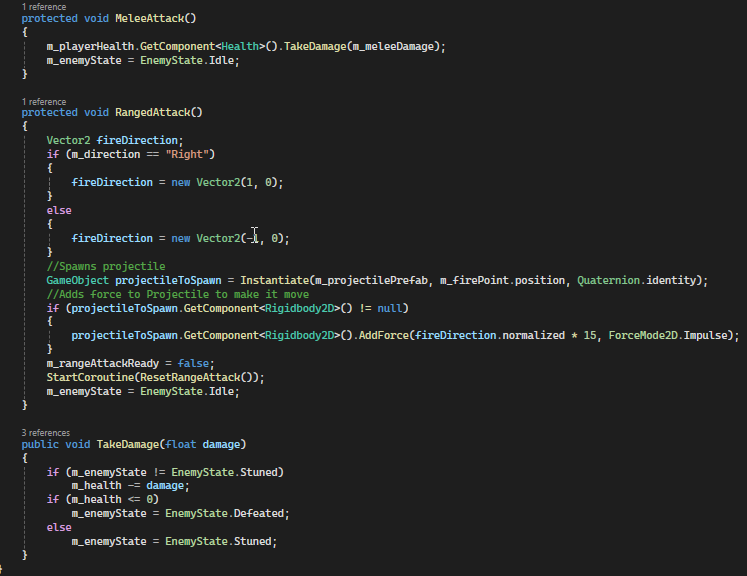 1 reference
protected void MeleeAttack()
{
m_playerHealth.GetComponent<Health>().TakeDamage(m_meleeDamage);
m_enemyState = EnemyState.Idle;
}
1 reference
protected void RangedAttack()
{
Vector2 fireDirection;
if (m_direction == "Right")
{
fireDirection = new Vector2(1, 0);
}
else
{
fireDirection = new Vector2(-1, 0);
}
//Spawns projectile
GameObject projectileToSpawn = Instantiate(m_projectilePrefab, m_firePoint.position, Quaternion.identity);
//Adds force to Projectile to make it move
if (projectileToSpawn.GetComponent<Rigidbody2D>() != null)
{
projectileToSpawn.GetComponent<Rigidbody2D>().AddForce(fireDirection.normalized * 15, ForceMode2D.Impulse);
}
m_rangeAttackReady = false;
StartCoroutine(ResetRangeAttack());
m_enemyState = EnemyState.Idle;
}
3 references
public void TakeDamage(float damage)
{
if (m_enemyState != EnemyState.Stuned)
m_health -= damage;
if (m_health <= 0)
m_enemyState = EnemyState.Defeated;
else
m_enemyState = EnemyState.Stuned;
}
}